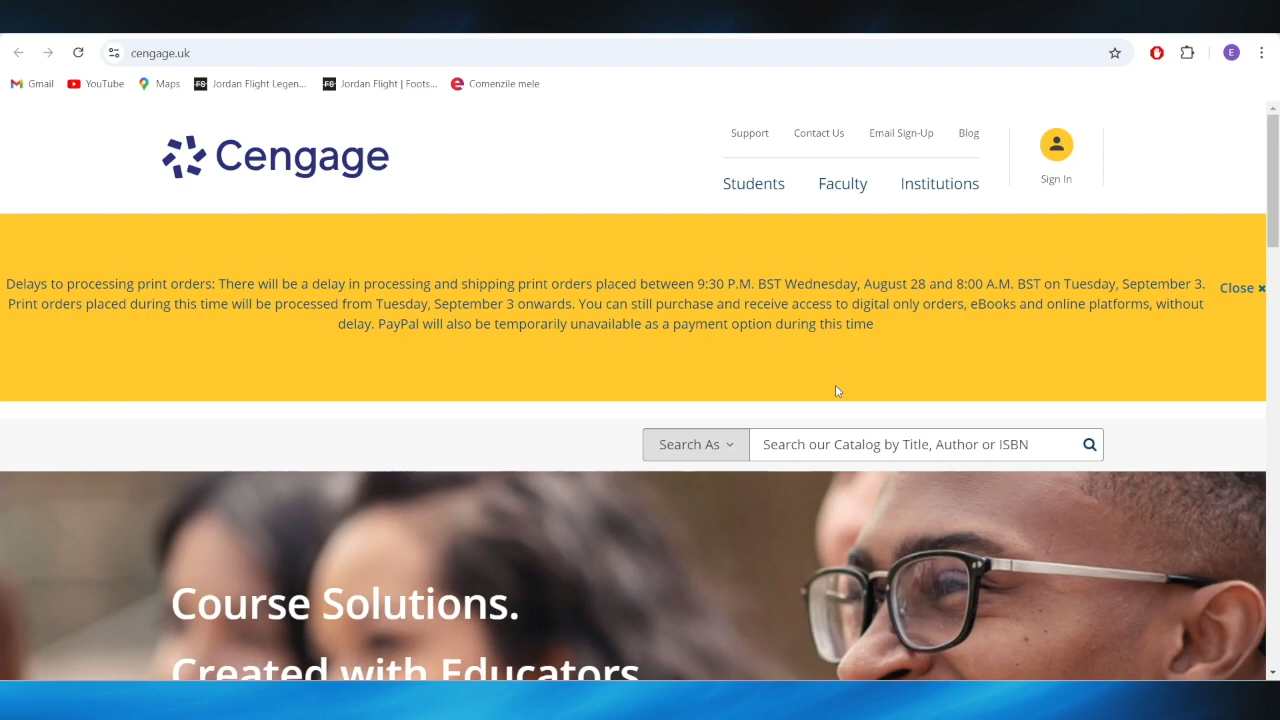 cengage.uk
E
Gmail
YouTube
Maps
FS
Jordan Flight Legen...
FS
Jordan Flight | Foots...
e
Comenzile mele
Cengage
Support
Contact Us
Email Sign-Up
Blog
Students
Faculty
Institutions
Sign In
Delays to processing print orders: There will be a delay in processing and shipping print orders placed between 9:30 P.M. BST Wednesday, August 28 and 8:00 A.M. BST on Tuesday, September 3.
Print orders placed during this time will be processed from Tuesday, September 3 onwards. You can still purchase and receive access to digital only orders, eBooks and online platforms, without
delay. PayPal will also be temporarily unavailable as a payment option during this time
Close ×
Search As
Search our Catalog by Title, Author or ISBN
Course Solutions.
Created with Educators